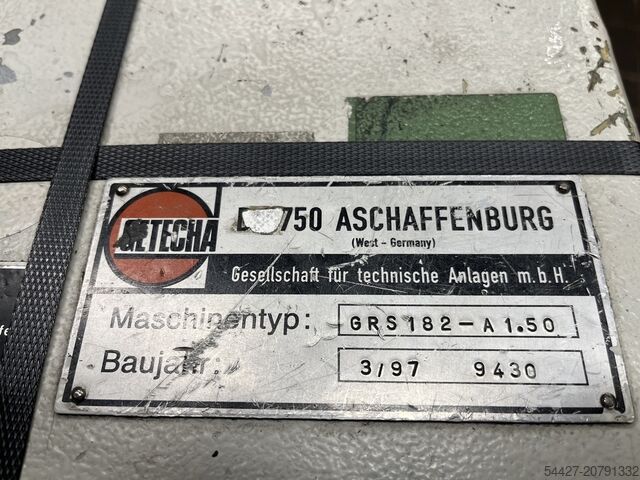 GETECHA
750 ASCHAFFENBURG
(West - Germany)
Gesellschaft für technische Anlagen m.b.H.
Maschinentyp: GRS182-A1.50
Baujahr: 3/97 9430
54427-20791332